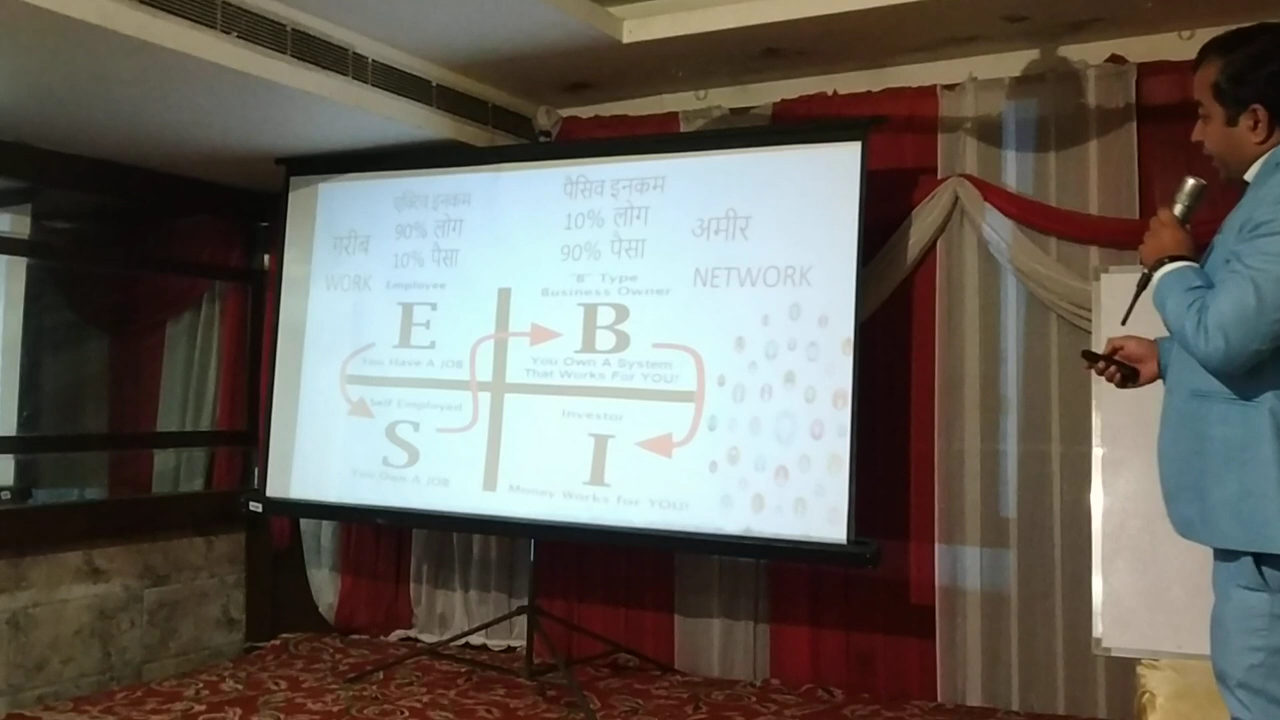 एक्टिव इनकम
90% लोग
10% पैसा
गरीब
WORK
पैसिव इनकम
10% लोग
90% पैसा
अमीर
NETWORK
Employee
E
You Have A JOB
"B" Type
Business Owner
B
You Own A System
That Works For YOU!
Self Employed
S
You Own A JOB
Investor
I
Money Works for YOU!